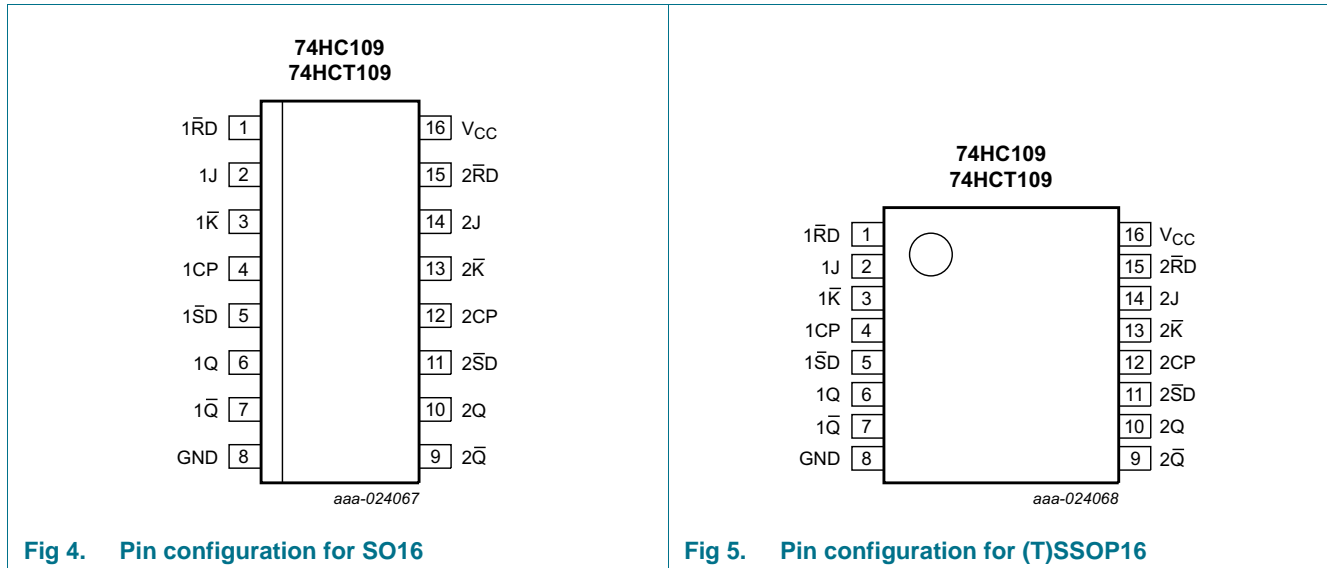 74HC109
74HCT109
1R̅D 1
1J 2
1K̅ 3
1CP 4
1S̅D 5
1Q 6
1Q̅ 7
GND 8
16 VCC
15 2R̅D
14 2J
13 2K̅
12 2CP
11 2S̅D
10 2Q
9 2Q̅
aaa-024067
Fig 4. Pin configuration for SO16
74HC109
74HCT109
1R̅D 1
1J 2
1K̅ 3
1CP 4
1S̅D 5
1Q 6
1Q̅ 7
GND 8
16 VCC
15 2R̅D
14 2J
13 2K̅
12 2CP
11 2S̅D
10 2Q
9 2Q̅
aaa-024068
Fig 5. Pin configuration for (T)SSOP16